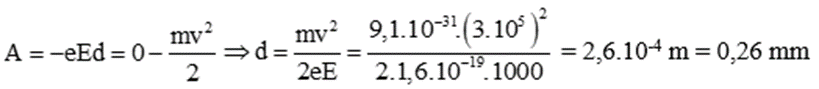 A = −eEd = 0 − mv²/2 ⇒ d = mv²/2eE = 9,1.10⁻³¹.(3.10⁵)²/2.1,6.10⁻¹⁹.1000 = 2,6.10⁻⁴ m = 0,26 mm